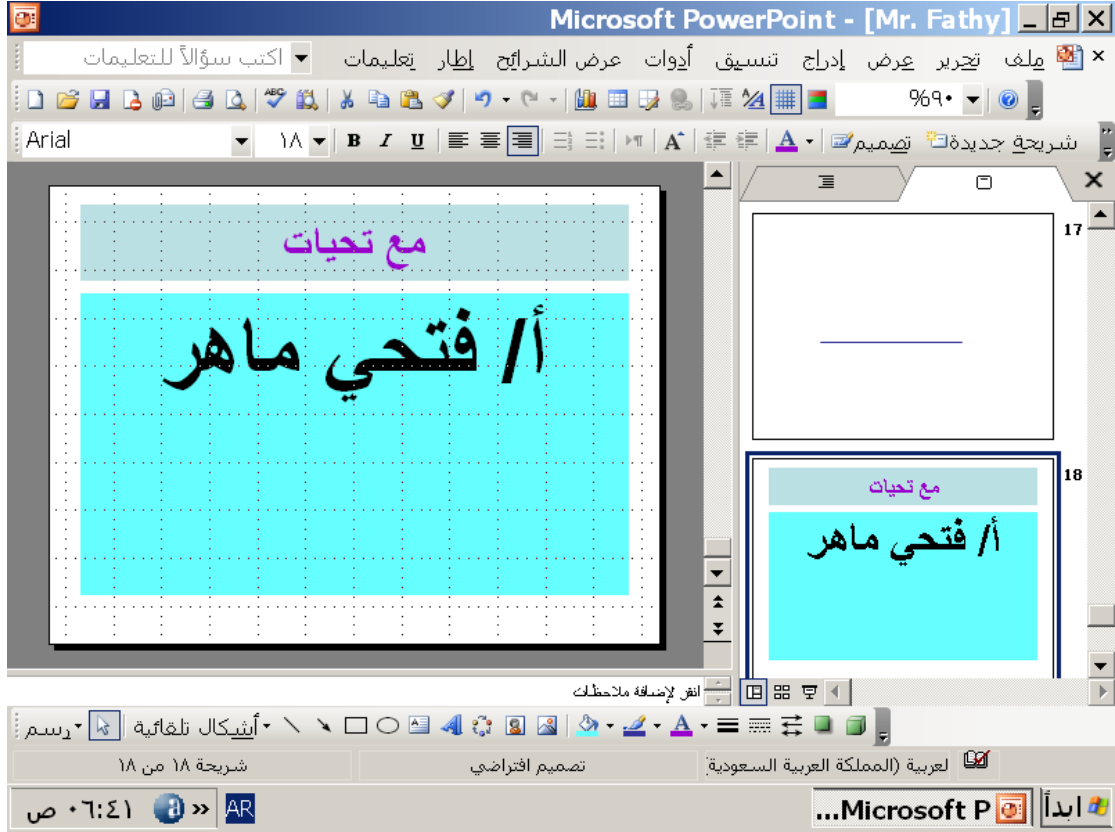 Microsoft PowerPoint - [Mr. Fathy]
ملف تحرير عرض إدراج تنسيق أدوات عرض الشرائح إطار تعليمات اكتب سؤالاً للتعليمات
%٩٠
Arial ١٨ B I U A A شريحة جديدة تصميم
مع تحيات
أ/ فتحي ماهر
17
18
مع تحيات
أ/ فتحي ماهر
انقر لإضافة ملاحظات
رسم أشكال تلقائية
شريحة ١٨ من ١٨
تصميم افتراضي
لعربية (المملكة العربية السعودية)
ابدأ
Microsoft P...
AR
٠٦:٤١ ص